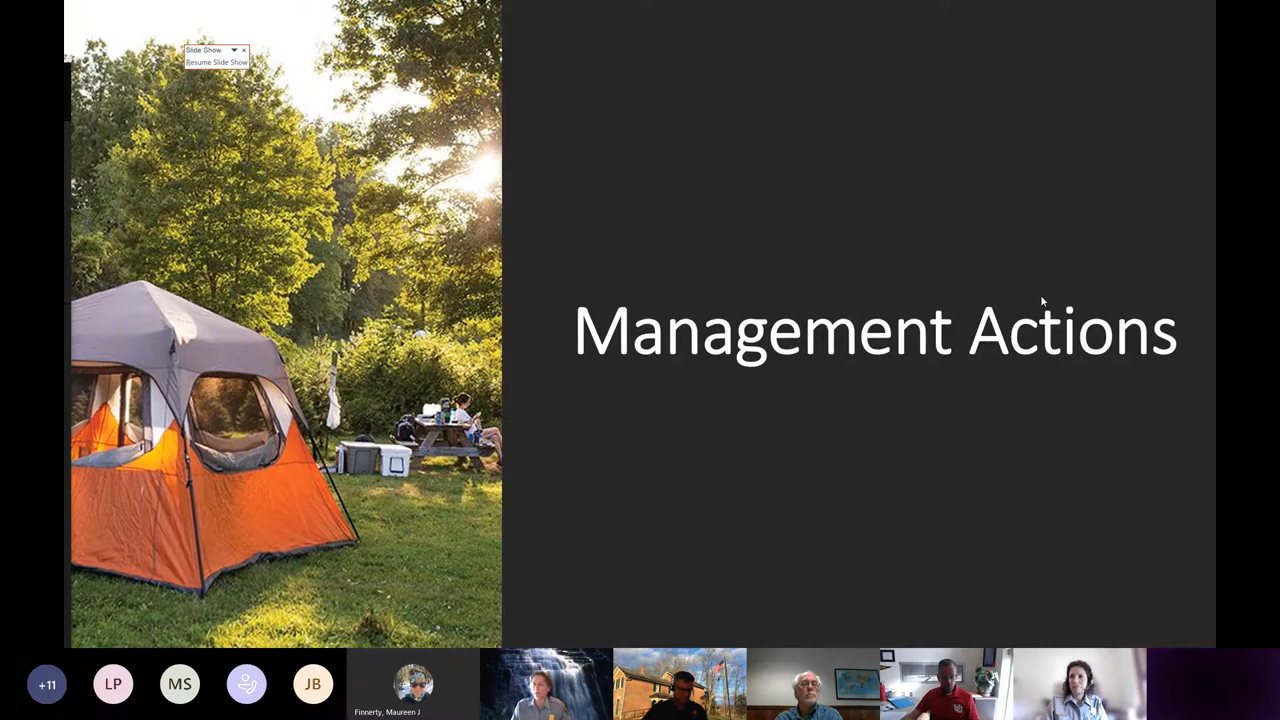 Slide Show
Resume Slide Show
Management Actions
+11
LP
MS
JB
Finnerty, Maureen J